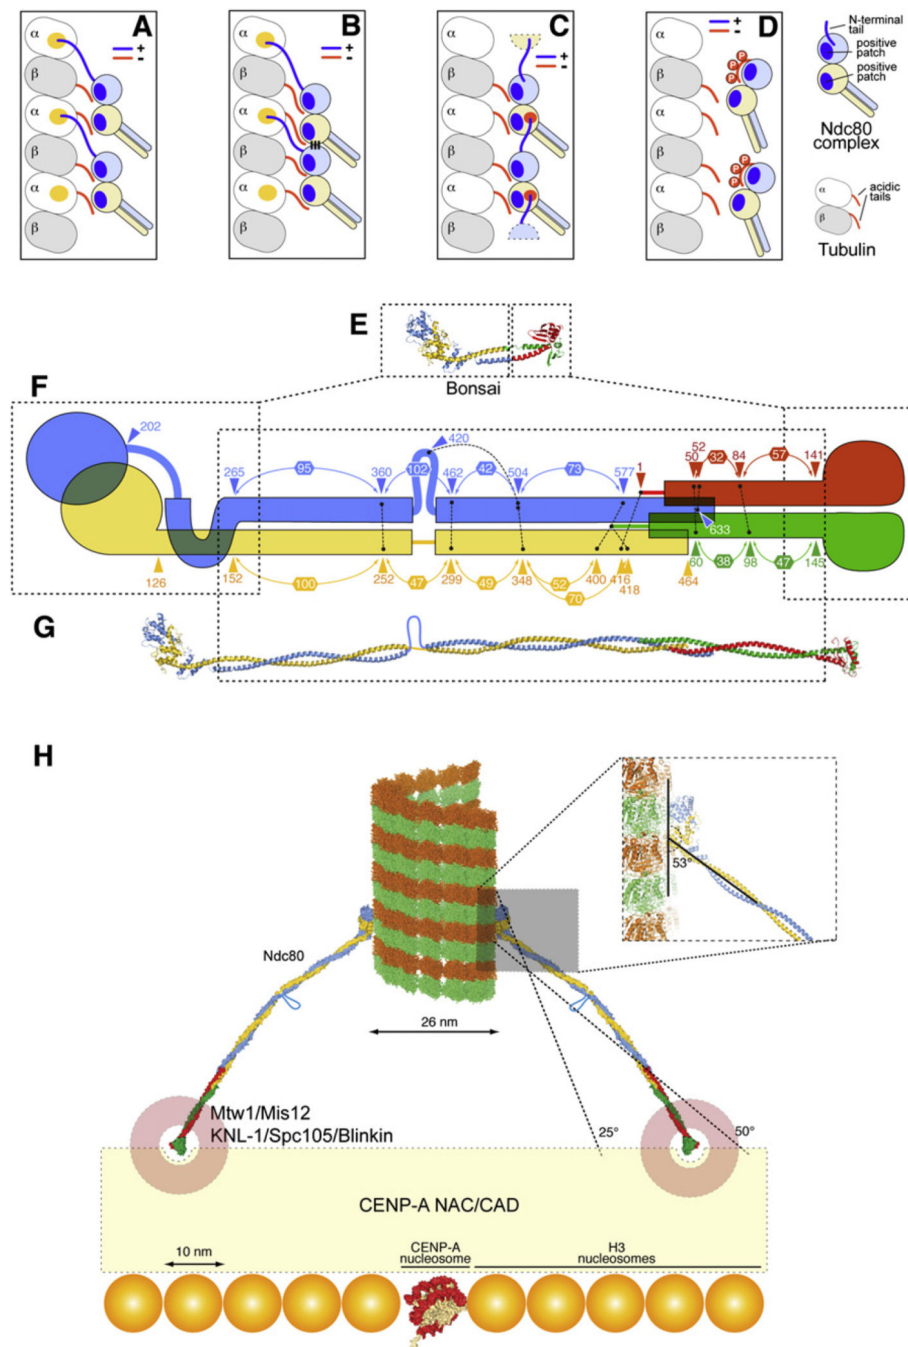 A
α
β
α
β
α
β
+
-
B
α
β
α
β
α
β
+
-
C
α
β
α
β
α
β
+
-
D
α
β
α
β
α
β
+
-
P
P
P
P
P
P
P
P
N-terminal
tail
positive
patch
positive
patch
Ndc80
complex
α
β
acidic
tails
Tubulin
E
Bonsai
F
202
265
95
360
102
420
462
42
504
73
577
1
52
50
32
84
57
141
633
126
152
100
252
47
299
49
348
52
70
400
416
418
464
60
38
98
47
145
G
H
53°
Ndc80
26 nm
Mtw1/Mis12
KNL-1/Spc105/Blinkin
25°
50°
CENP-A NAC/CAD
10 nm
CENP-A
nucleosome
H3
nucleosomes